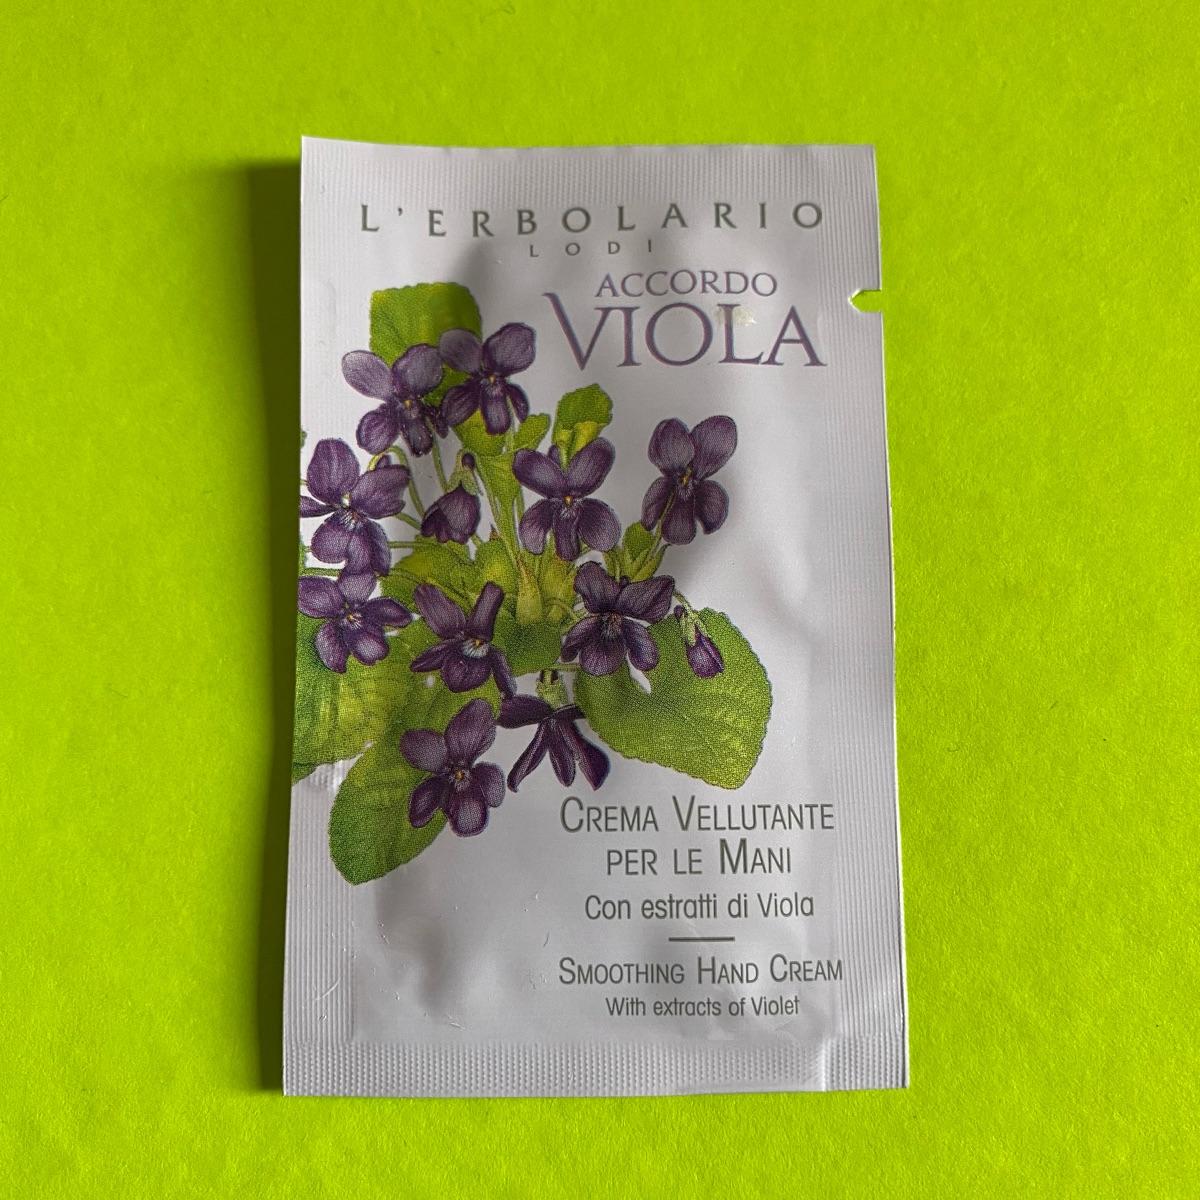 L'ERBOLARIO
LODI
ACCORDO
VIOLA
CREMA VELLUTANTE
PER LE MANI
Con estratti di Viola
SMOOTHING HAND CREAM
With extracts of Violet